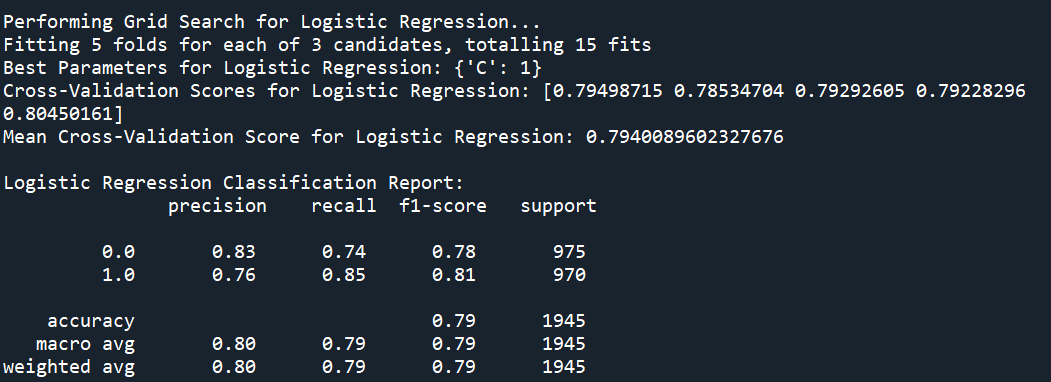 Performing Grid Search for Logistic Regression...
Fitting 5 folds for each of 3 candidates, totalling 15 fits
Best Parameters for Logistic Regression: {'C': 1}
Cross-Validation Scores for Logistic Regression: [0.79498715 0.78534704 0.79292605 0.79228296
0.80450161]
Mean Cross-Validation Score for Logistic Regression: 0.7940089602327676
Logistic Regression Classification Report:
precision recall f1-score support
0.0 0.83 0.74 0.78 975
1.0 0.76 0.85 0.81 970
accuracy 0.79 1945
macro avg 0.80 0.79 0.79 1945
weighted avg 0.80 0.79 0.79 1945